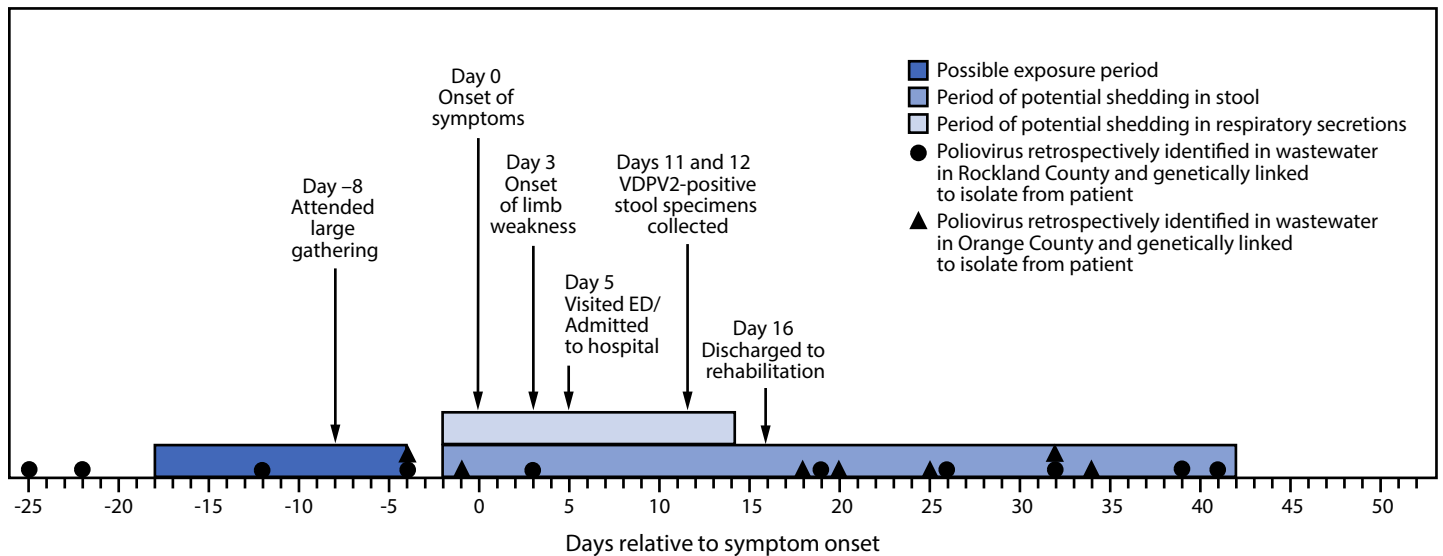 Day 0
Onset of
symptoms
Day –8
Attended
large
gathering
Day 3
Onset
of limb
weakness
Day 5
Visited ED/
Admitted
to hospital
Days 11 and 12
VDPV2-positive
stool specimens
collected
Day 16
Discharged to
rehabilitation
Possible exposure period
Period of potential shedding in stool
Period of potential shedding in respiratory secretions
Poliovirus retrospectively identified in wastewater
in Rockland County and genetically linked
to isolate from patient
Poliovirus retrospectively identified in wastewater
in Orange County and genetically linked
to isolate from patient
-25 -20 -15 -10 -5 0 5 10 15 20 25 30 35 40 45 50
Days relative to symptom onset